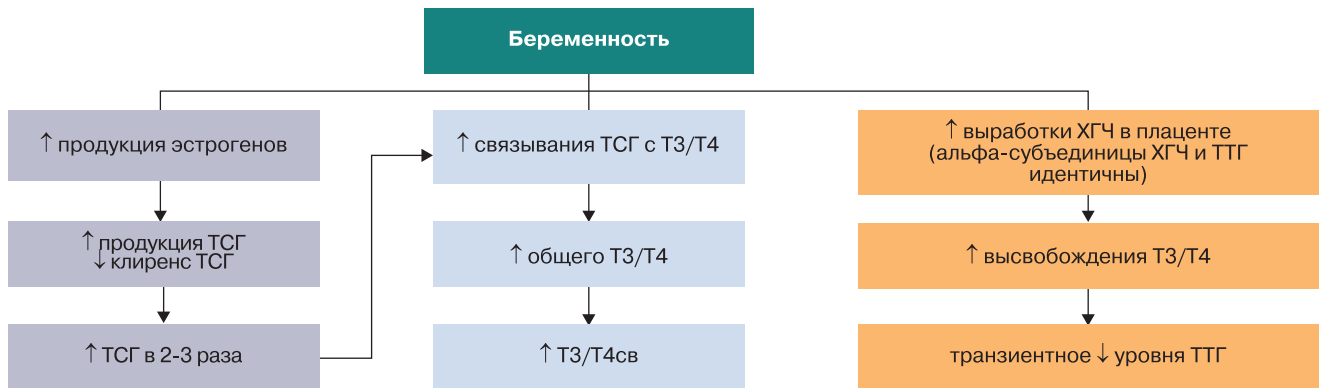 Беременность
↑ продукция эстрогенов
↑ продукция ТСГ
↓ клиренс ТСГ
↑ ТСГ в 2-3 раза
↑ связывания ТСГ с Т3/Т4
↑ общего Т3/Т4
↑ Т3/Т4св
↑ выработки ХГЧ в плаценте
(альфа-субъединицы ХГЧ и ТТГ
идентичны)
↑ высвобождения Т3/Т4
транзиентное ↓ уровня ТТГ